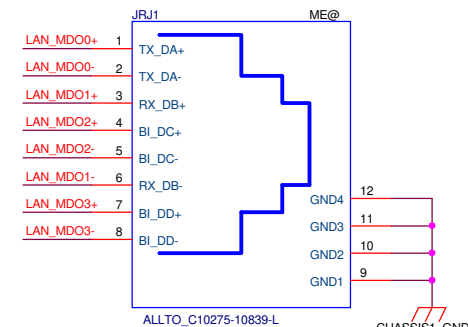 JRJ1 ME@
LAN_MDO0+ 1 TX_DA+
LAN_MDO0- 2 TX_DA-
LAN_MDO1+ 3 RX_DB+
LAN_MDO2+ 4 BI_DC+
LAN_MDO2- 5 BI_DC-
LAN_MDO1- 6 RX_DB-
LAN_MDO3+ 7 BI_DD+
LAN_MDO3- 8 BI_DD-
GND4 12
GND3 11
GND2 10
GND1 9
ALLTO_C10275-10839-L
CHASSIS1_GND